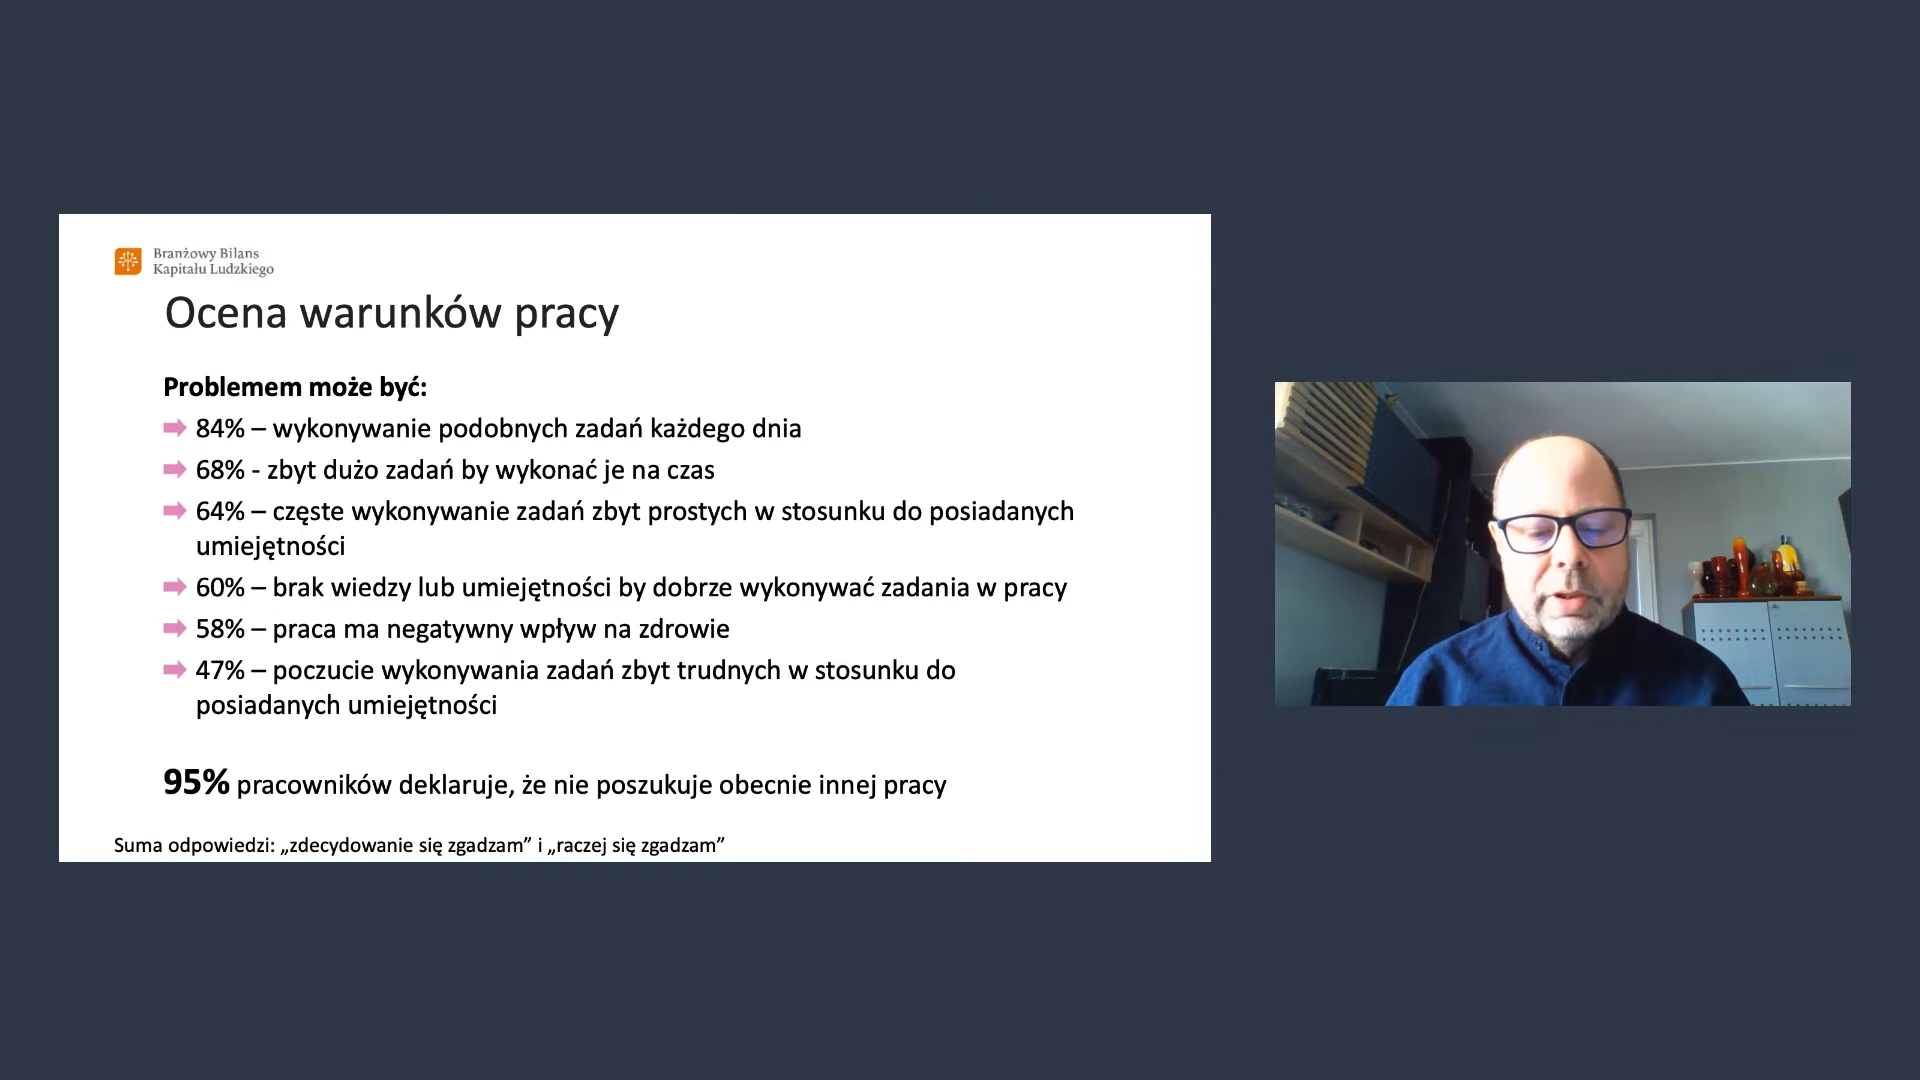 Branżowy Bilans
Kapitału Ludzkiego
Ocena warunków pracy
Problemem może być:
84% – wykonywanie podobnych zadań każdego dnia
68% - zbyt dużo zadań by wykonać je na czas
64% – częste wykonywanie zadań zbyt prostych w stosunku do posiadanych
umiejętności
60% – brak wiedzy lub umiejętności by dobrze wykonywać zadania w pracy
58% – praca ma negatywny wpływ na zdrowie
47% – poczucie wykonywania zadań zbyt trudnych w stosunku do
posiadanych umiejętności
95% pracowników deklaruje, że nie poszukuje obecnie innej pracy
Suma odpowiedzi: „zdecydowanie się zgadzam” i „raczej się zgadzam”